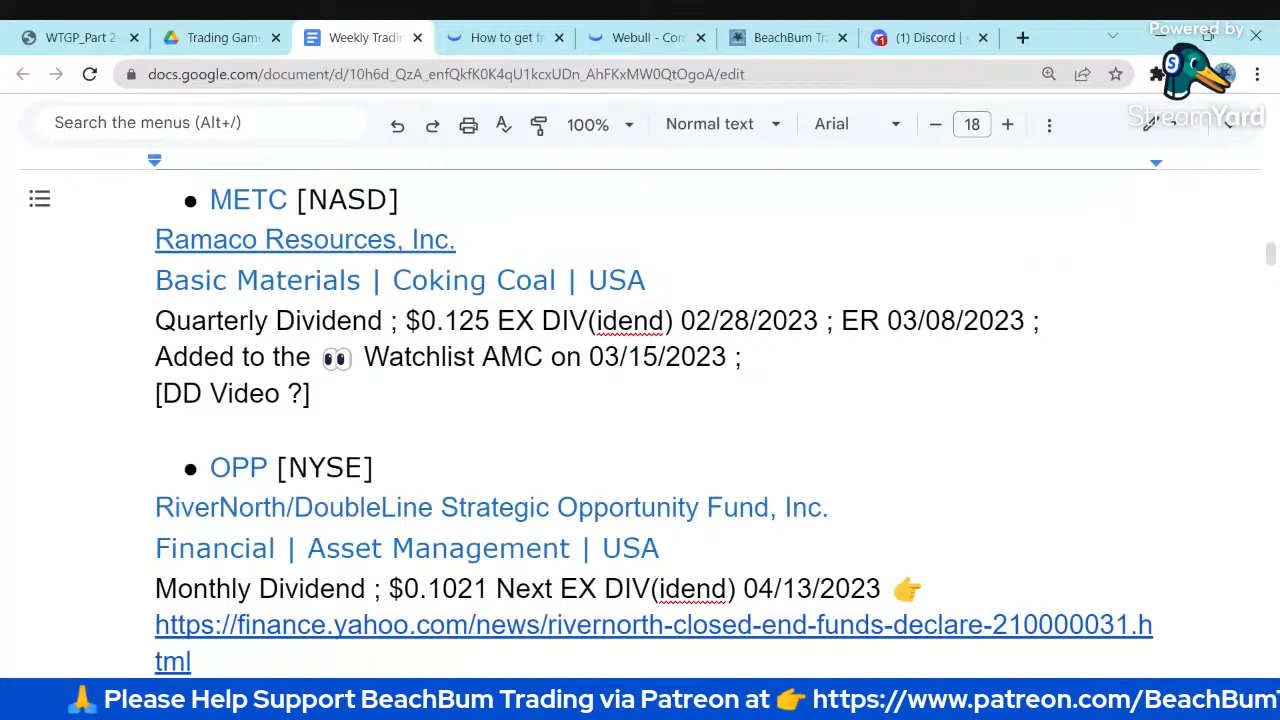 Powered by
WTGP_Part 2-
Trading Game
Weekly Tradin
How to get f
Webull - Con
BeachBum Tr
(1) Discord |
docs.google.com/document/d/10h6d_QzA_enfQkfK0K4qU1kcxUDn_AhFKxMW0QtOgoA/edit
StreamYard
Search the menus (Alt+/)
100%
Normal text
Arial
18
● METC [NASD]
Ramaco Resources, Inc.
Basic Materials | Coking Coal | USA
Quarterly Dividend ; $0.125 EX DIV(idend) 02/28/2023 ; ER 03/08/2023 ;
Added to the 👀 Watchlist AMC on 03/15/2023 ;
[DD Video ?]
● OPP [NYSE]
RiverNorth/DoubleLine Strategic Opportunity Fund, Inc.
Financial | Asset Management | USA
Monthly Dividend ; $0.1021 Next EX DIV(idend) 04/13/2023 👉
https://finance.yahoo.com/news/rivernorth-closed-end-funds-declare-210000031.h
tml
🙏 Please Help Support BeachBum Trading via Patreon at 👉 https://www.patreon.com/BeachBumT